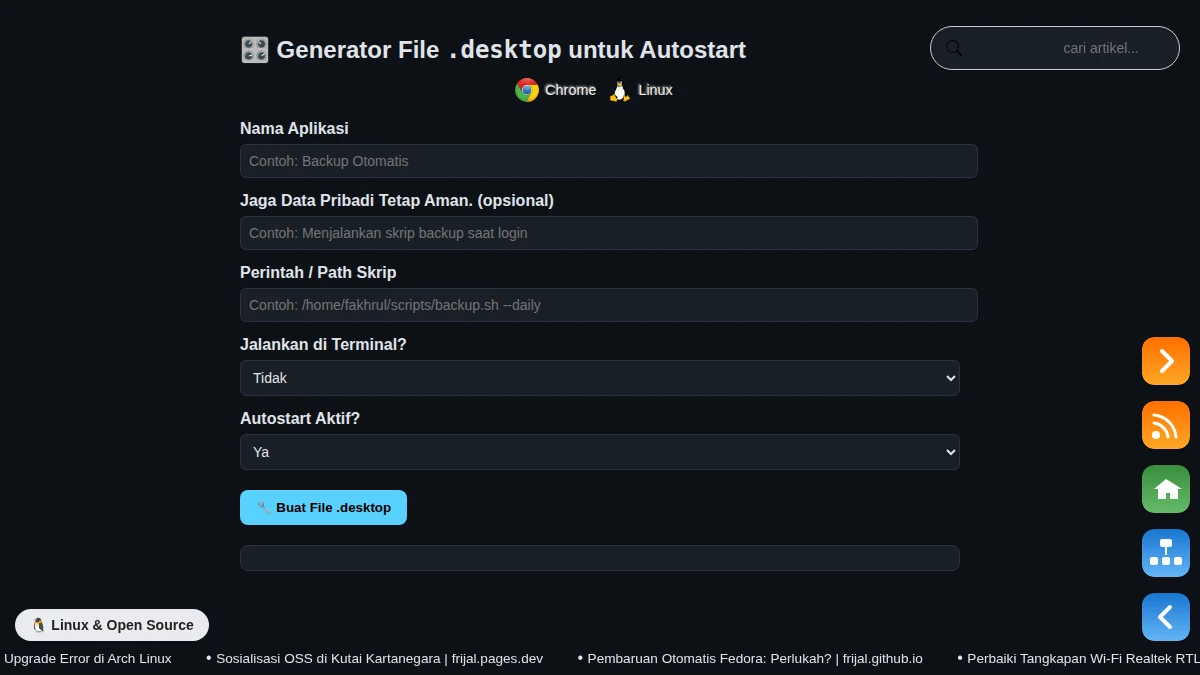 Generator File .desktop untuk Autostart
cari artikel...
Chrome Linux
Nama Aplikasi
Contoh: Backup Otomatis
Jaga Data Pribadi Tetap Aman. (opsional)
Contoh: Menjalankan skrip backup saat login
Perintah / Path Skrip
Contoh: /home/fakhrul/scripts/backup.sh --daily
Jalankan di Terminal?
Tidak
Autostart Aktif?
Ya
Buat File .desktop
Linux & Open Source
Upgrade Error di Arch Linux • Sosialisasi OSS di Kutai Kartanegara | frijal.pages.dev • Pembaruan Otomatis Fedora: Perlukah? | frijal.github.io • Perbaiki Tangkapan Wi-Fi Realtek RTL